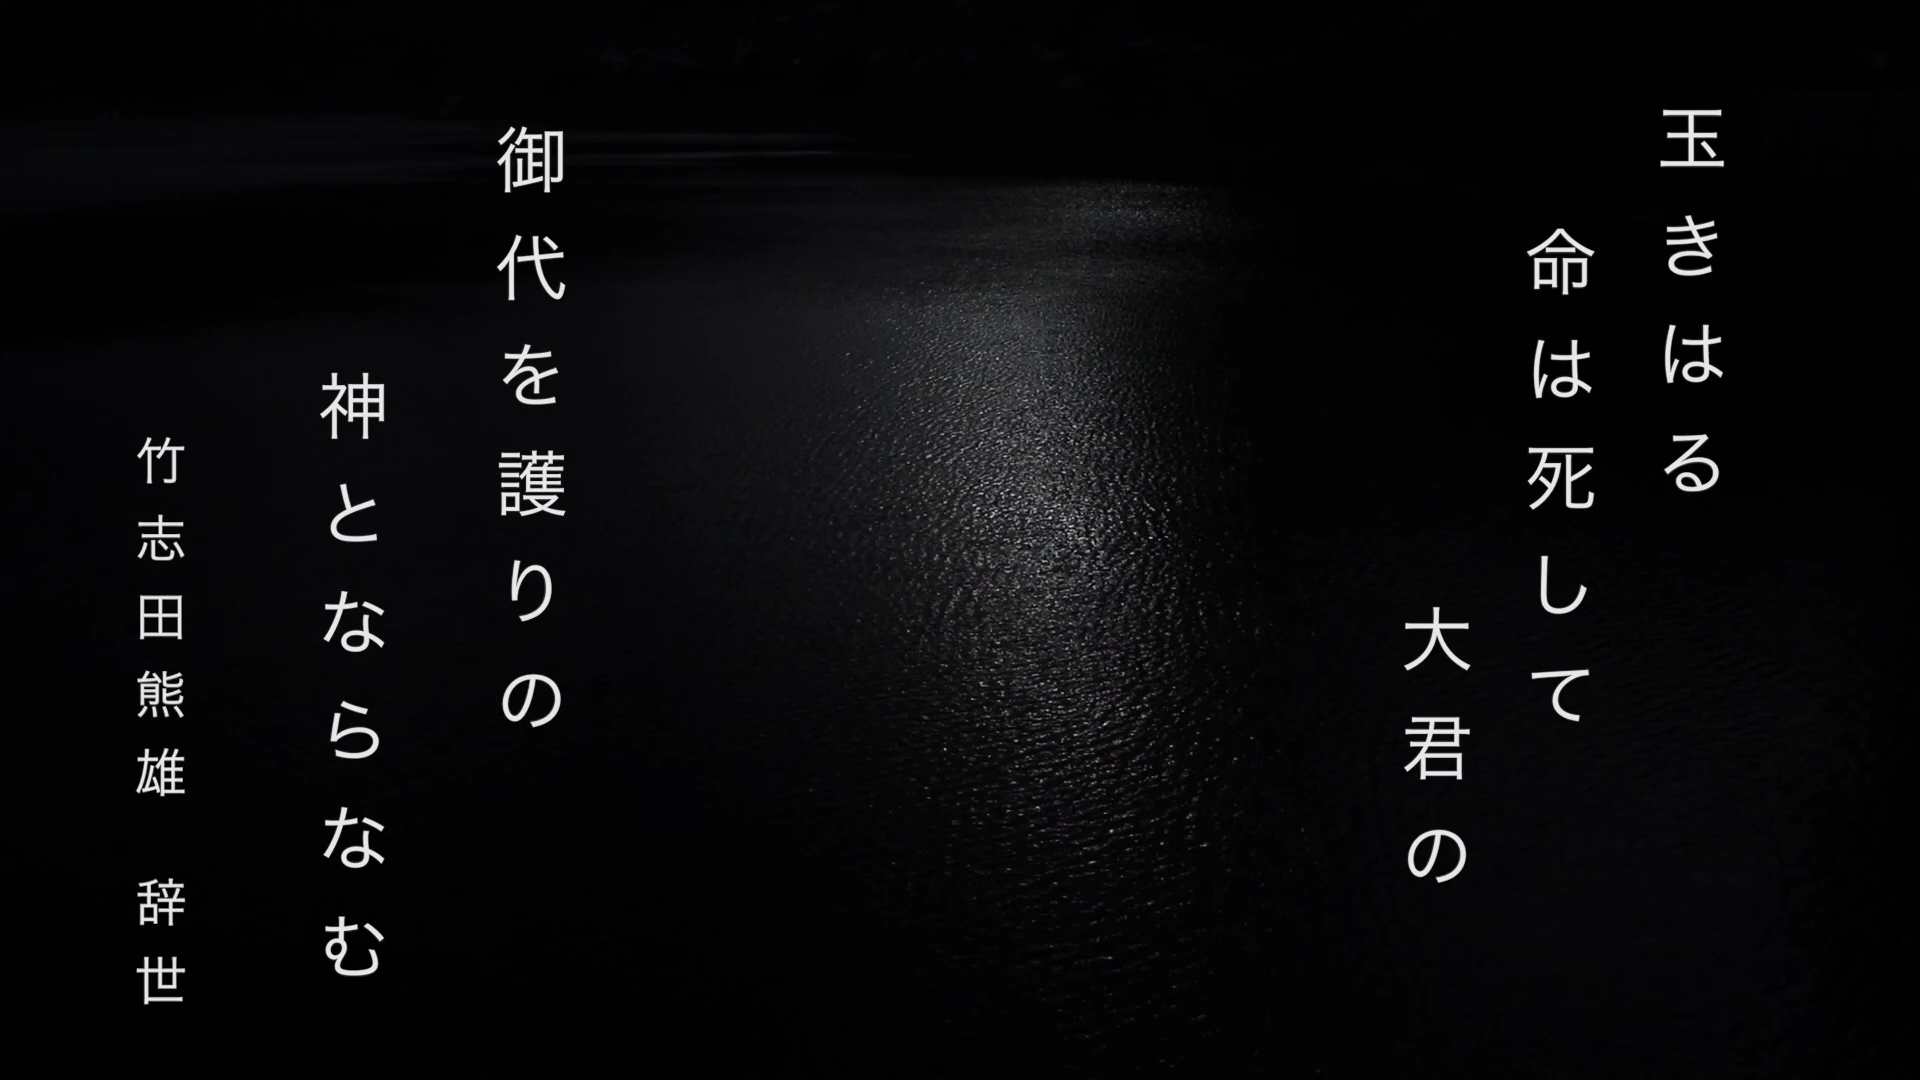 玉きはる
命は死して
大君の
御代を護りの
神とならなむ
竹志田熊雄　辞世